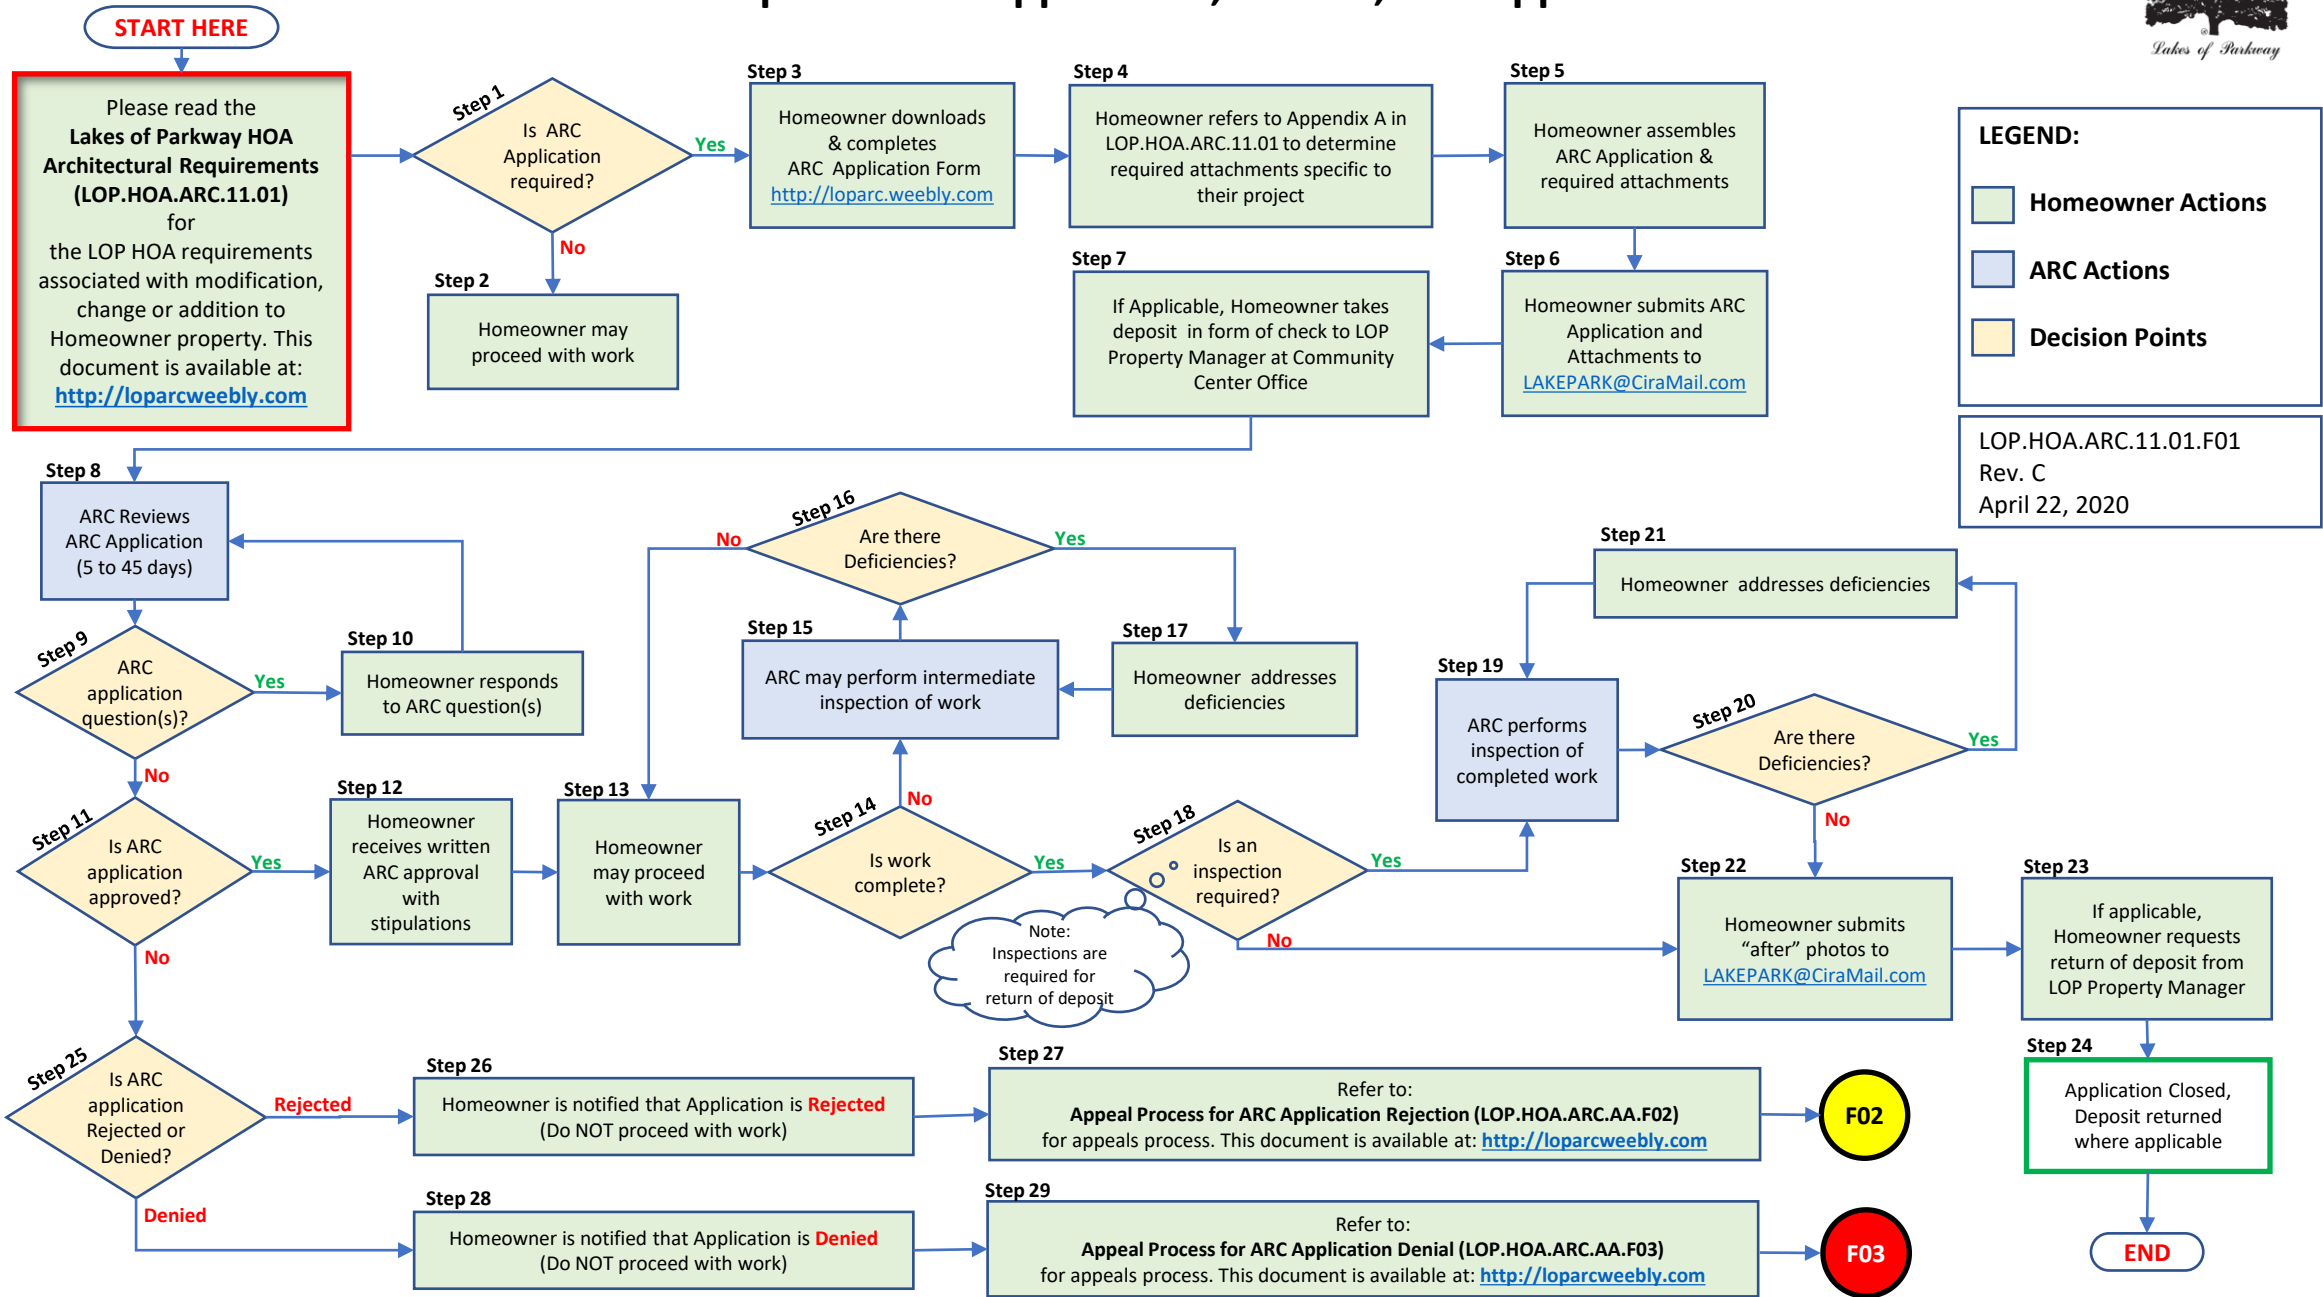 START HERE
Lakes of Parkway
Please read the
Lakes of Parkway HOA
Architectural Requirements
(LOP.HOA.ARC.11.01)
for
the LOP HOA requirements
associated with modification,
change or addition to
Homeowner property. This
document is available at:
http://loparcweebly.com
Step 1
Is ARC
Application
required?
Yes
No
Step 2
Homeowner may
proceed with work
Step 3
Homeowner downloads
& completes
ARC Application Form
http://loparc.weebly.com
Step 4
Homeowner refers to Appendix A in
LOP.HOA.ARC.11.01 to determine
required attachments specific to
their project
Step 5
Homeowner assembles
ARC Application &
required attachments
Step 6
Homeowner submits ARC
Application and
Attachments to
LAKEPARK@CiraMail.com
Step 7
If Applicable, Homeowner takes
deposit in form of check to LOP
Property Manager at Community
Center Office
LEGEND:
Homeowner Actions
ARC Actions
Decision Points
LOP.HOA.ARC.11.01.F01
Rev. C
April 22, 2020
Step 8
ARC Reviews
ARC Application
(5 to 45 days)
Step 9
ARC
application
question(s)?
Yes
No
Step 10
Homeowner responds
to ARC question(s)
Step 11
Is ARC
application
approved?
Yes
No
Step 12
Homeowner
receives written
ARC approval
with
stipulations
Step 13
Homeowner
may proceed
with work
Step 14
Is work
complete?
No
Yes
Step 15
ARC may perform intermediate
inspection of work
Step 16
Are there
Deficiencies?
No
Yes
Step 17
Homeowner addresses
deficiencies
Step 18
Is an
inspection
required?
Yes
No
Note:
Inspections are
required for
return of deposit
Step 19
ARC performs
inspection of
completed work
Step 20
Are there
Deficiencies?
Yes
No
Step 21
Homeowner addresses deficiencies
Step 22
Homeowner submits
“after” photos to
LAKEPARK@CiraMail.com
Step 23
If applicable,
Homeowner requests
return of deposit from
LOP Property Manager
Step 24
Application Closed,
Deposit returned
where applicable
END
Step 25
Is ARC
application
Rejected or
Denied?
Rejected
Denied
Step 26
Homeowner is notified that Application is Rejected
(Do NOT proceed with work)
Step 27
Refer to:
Appeal Process for ARC Application Rejection (LOP.HOA.ARC.AA.F02)
for appeals process. This document is available at: http://loparcweebly.com
F02
Step 28
Homeowner is notified that Application is Denied
(Do NOT proceed with work)
Step 29
Refer to:
Appeal Process for ARC Application Denial (LOP.HOA.ARC.AA.F03)
for appeals process. This document is available at: http://loparcweebly.com
F03